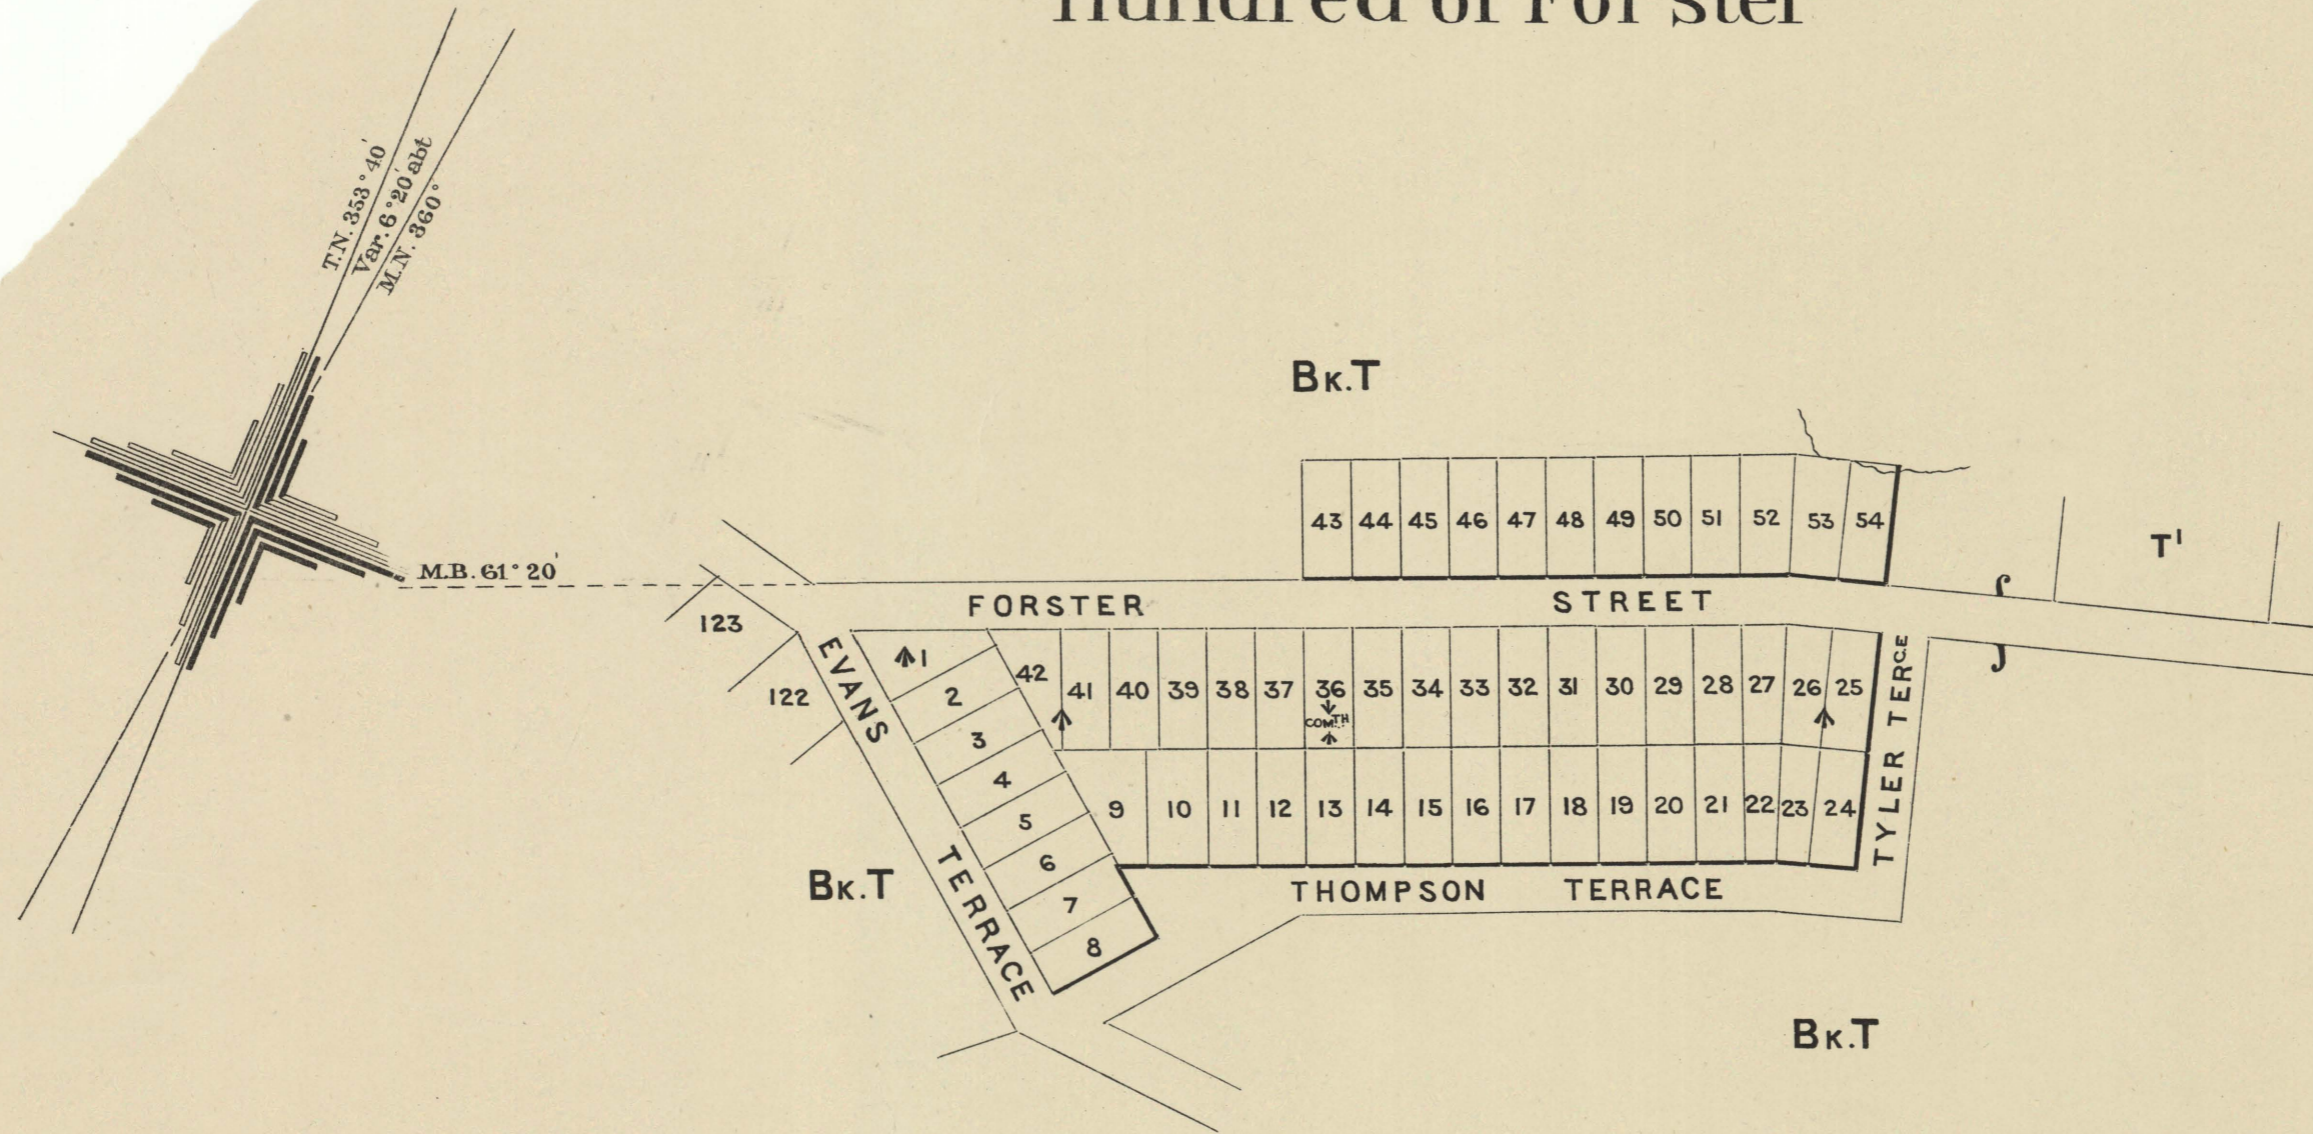 Hundred of Forster
T.N. 353° 40'
Var. 6° 20' abt
M.N. 360°
M.B. 61° 20'
BK.T
43 44 45 46 47 48 49 50 51 52 53 54
T'
FORSTER STREET
123
122
EVANS TERRACE
TYLER TERCE
1
2
3
4
5
6
7
8
42 41 40 39 38 37 36 35 34 33 32 31 30 29 28 27 26 25
COMTH
9 10 11 12 13 14 15 16 17 18 19 20 21 22 23 24
BK.T
THOMPSON TERRACE
BK.T